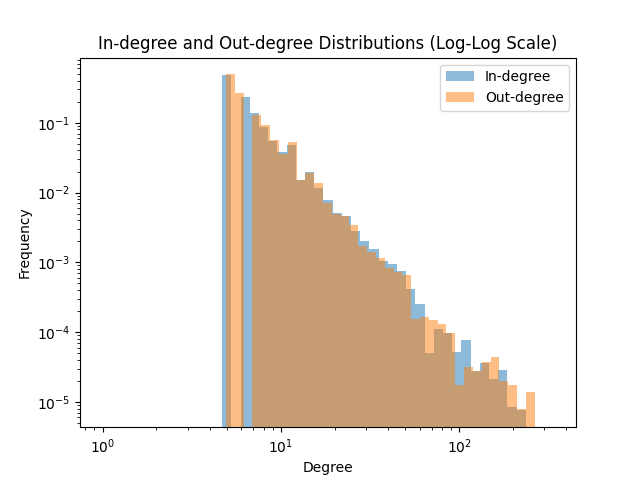 In-degree and Out-degree Distributions (Log-Log Scale)
In-degree
Out-degree
Frequency
10⁻¹
10⁻²
10⁻³
10⁻⁴
10⁻⁵
10⁰ 10¹ 10²
Degree